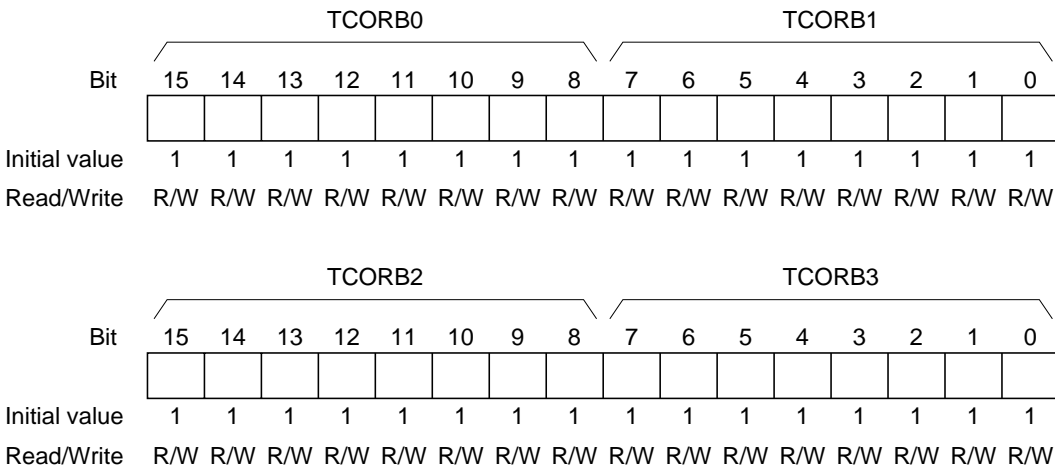 TCORB0 TCORB1
Bit 15 14 13 12 11 10 9 8 7 6 5 4 3 2 1 0
Initial value 1 1 1 1 1 1 1 1 1 1 1 1 1 1 1 1
Read/Write R/W R/W R/W R/W R/W R/W R/W R/W R/W R/W R/W R/W R/W R/W R/W R/W
TCORB2 TCORB3
Bit 15 14 13 12 11 10 9 8 7 6 5 4 3 2 1 0
Initial value 1 1 1 1 1 1 1 1 1 1 1 1 1 1 1 1
Read/Write R/W R/W R/W R/W R/W R/W R/W R/W R/W R/W R/W R/W R/W R/W R/W R/W